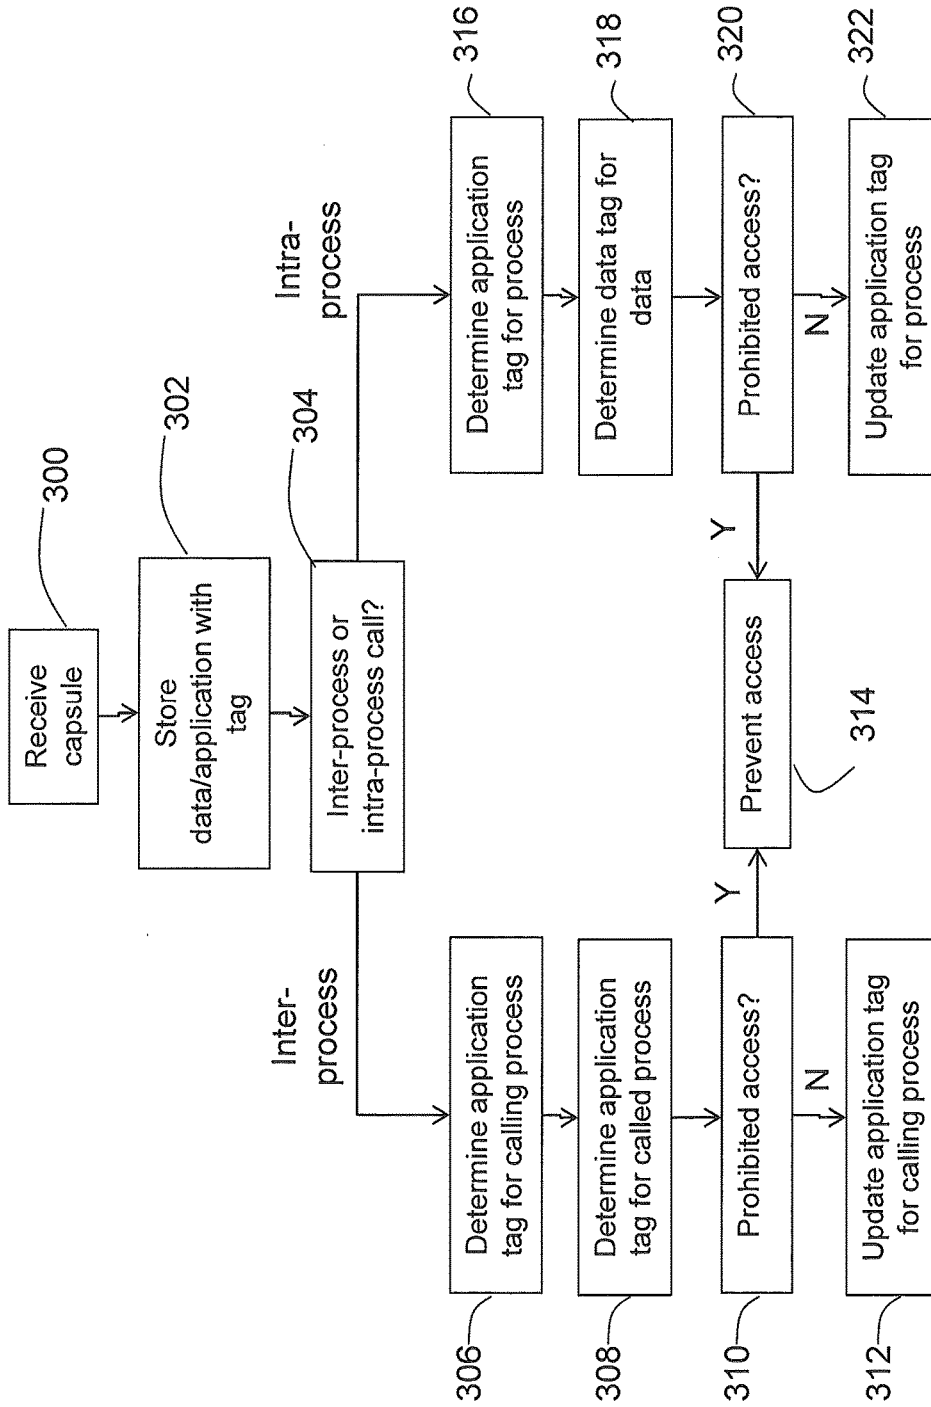 Receive
capsule
300
Store
data/application with
tag
302
Inter-process or
intra-process call?
304
Inter-
process
Intra-
process
306
Determine application
tag for calling process
Determine application
tag for process
316
308
Determine application
tag for called process
Determine data tag for
data
318
310
Prohibited access?
Y
Prevent access
314
Y
Prohibited access?
320
N
N
312
Update application tag
for calling process
Update application tag
for process
322